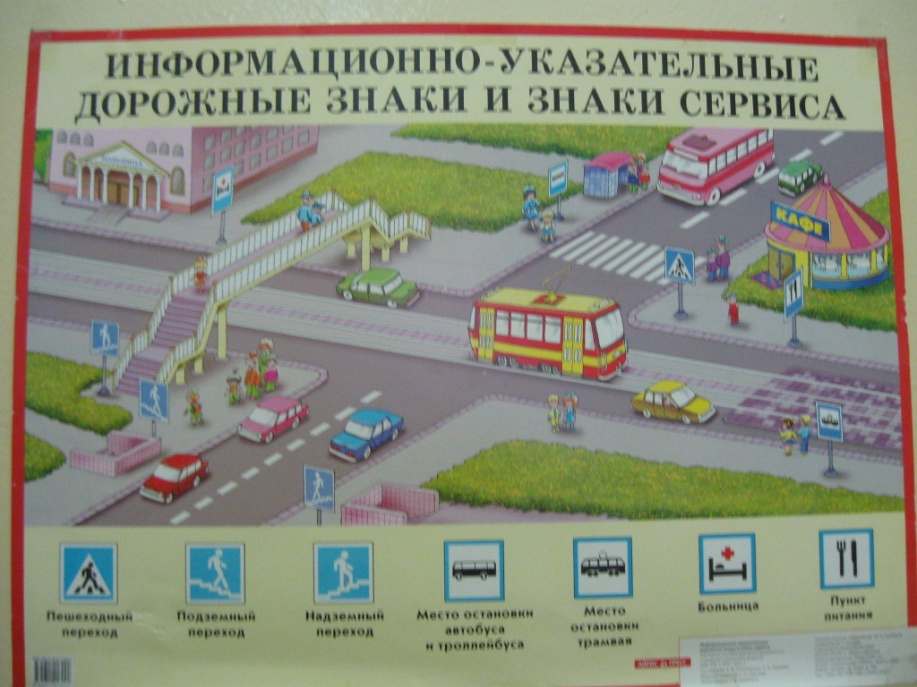 ИНФОРМАЦИОННО-УКАЗАТЕЛЬНЫЕ
ДОРОЖНЫЕ ЗНАКИ И ЗНАКИ СЕРВИСА
КАФЕ
Пешеходный
переход
Подземный
переход
Надземный
переход
Место остановки
автобуса
и троллейбуса
Место
остановки
трамвая
Больница
Пункт
питания